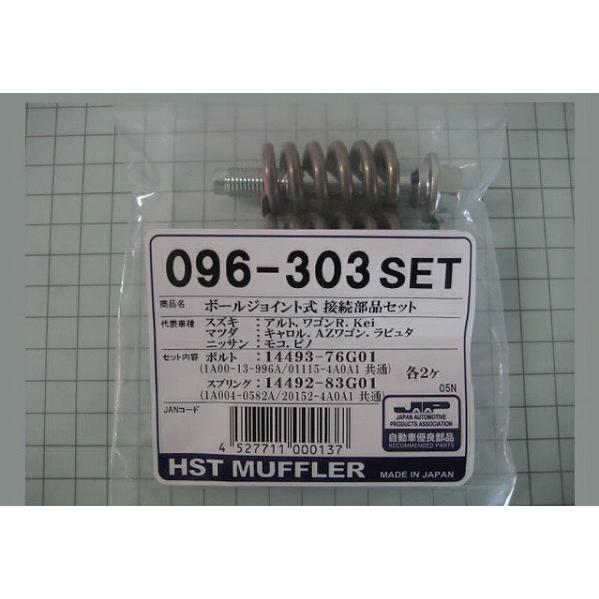 096-303 SET
商品名 ボールジョイント式 接続部品セット
代表車種 スズキ : アルト.ワゴンR.Kei
マツダ : キャロル.AZワゴン.ラピュタ
ニッサン : モコ.ピノ
セット内容 ボルト : 14493-76G01
(1A00-13-996A/01115-4A0A1 共通) 各2ヶ
スプリング : 14492-83G01
(1A004-0582A/20152-4A0A1 共通)
05N
JANコード
4 527711 000137
JAPA
JAPAN AUTOMOTIVE
PRODUCTS ASSOCIATION
自動車優良部品
RECOMMENDED PARTS
HST MUFFLER MADE IN JAPAN